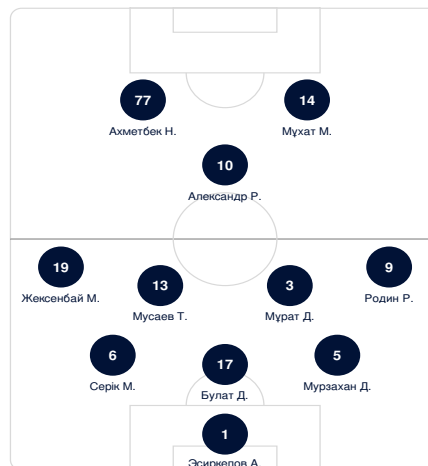 77
Ахметбек Н.
14
Мұхат М.
10
Александр Р.
19
Жексенбай М.
13
Мусаев Т.
3
Мұрат Д.
9
Родин Р.
6
Серік М.
17
Булат Д.
5
Мурзахан Д.
1
Эсиркепов А.